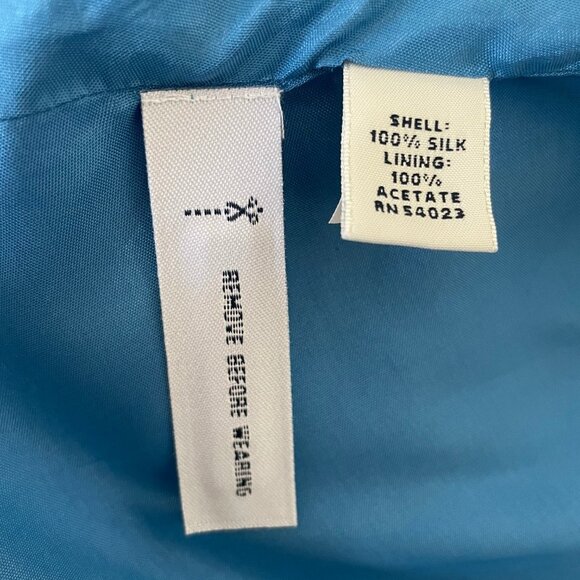 REMOVE BEFORE WEARING
SHELL:
100% SILK
LINING:
100%
ACETATE
RN 54023